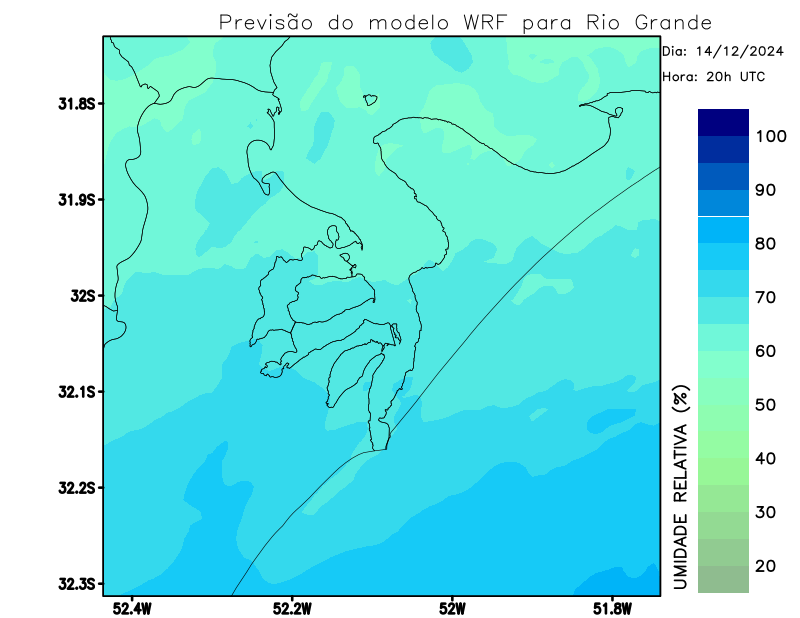 Previsão do modelo WRF para Rio Grande
Dia: 14/12/2024
Hora: 20h UTC
31.8S
31.9S
32S
32.1S
32.2S
32.3S
52.4W
52.2W
52W
51.8W
100
90
80
70
60
50
40
30
20
UMIDADE RELATIVA (%)